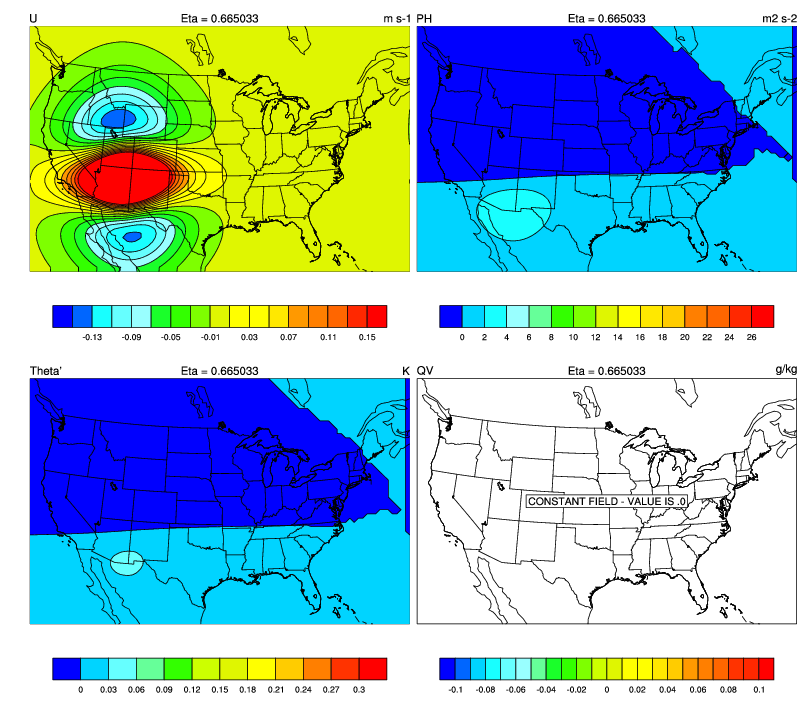 U Eta = 0.665033 m s-1
PH Eta = 0.665033 m2 s-2
-0.13 -0.09 -0.05 -0.01 0.03 0.07 0.11 0.15
0 2 4 6 8 10 12 14 16 18 20 22 24 26
Theta' Eta = 0.665033 K
QV Eta = 0.665033 g/kg
CONSTANT FIELD - VALUE IS .0
0 0.03 0.06 0.09 0.12 0.15 0.18 0.21 0.24 0.27 0.3
-0.1 -0.08 -0.06 -0.04 -0.02 0 0.02 0.04 0.06 0.08 0.1